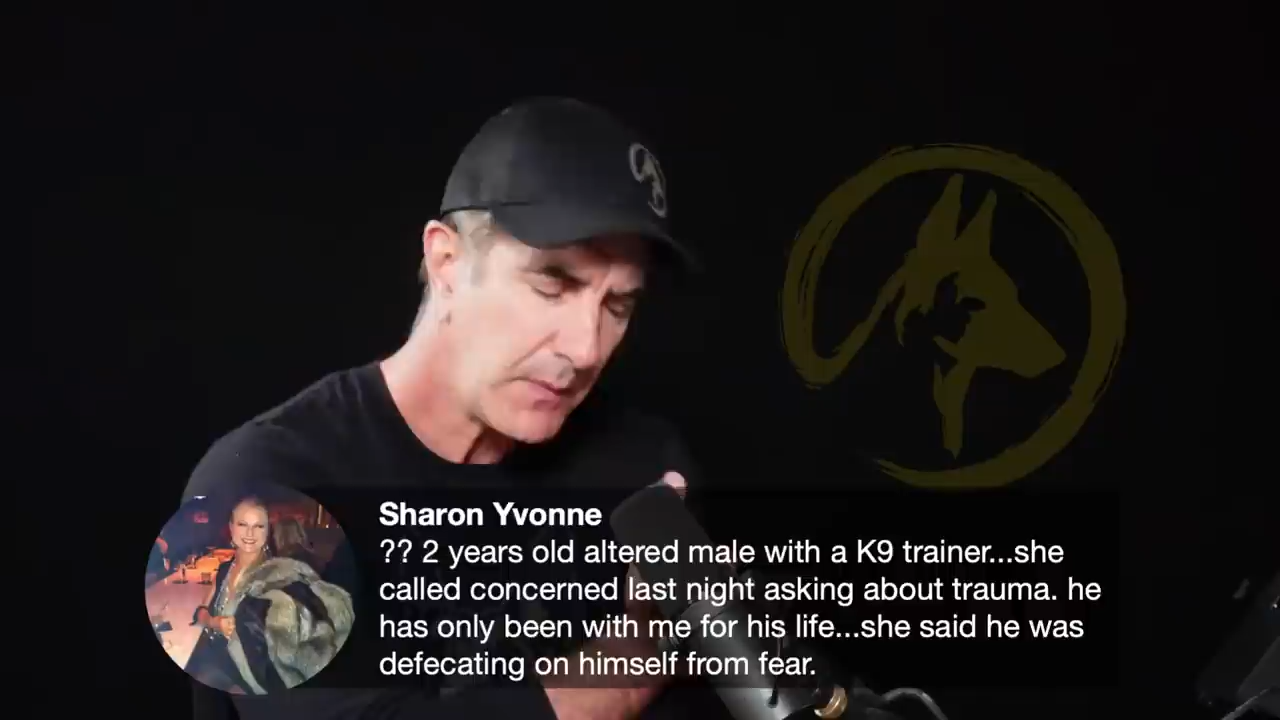 Sharon Yvonne
?? 2 years old altered male with a K9 trainer...she
called concerned last night asking about trauma. he
has only been with me for his life...she said he was
defecating on himself from fear.